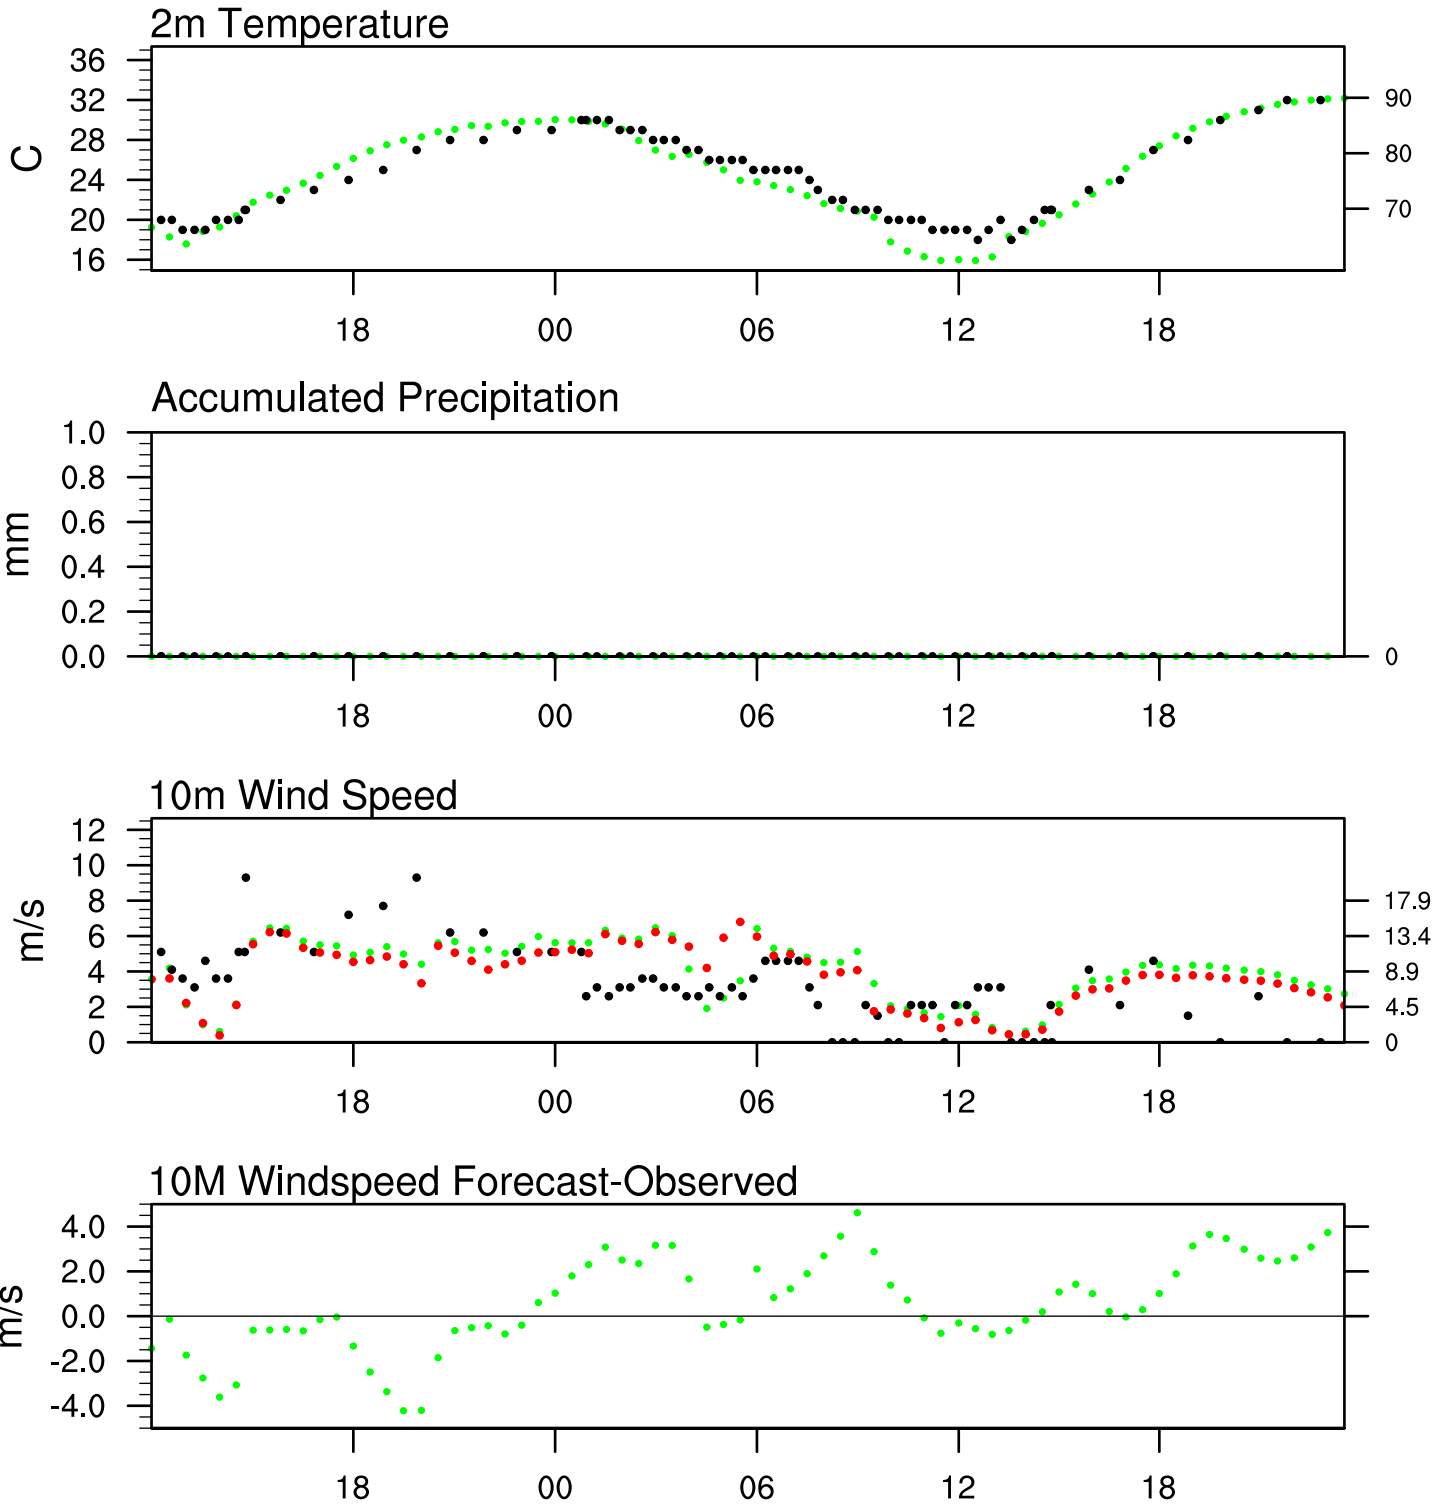 2m Temperature
36
32
28
24
20
16
C
90
80
70
18 00 06 12 18
Accumulated Precipitation
1.0
0.8
0.6
0.4
0.2
0.0
mm
0
18 00 06 12 18
10m Wind Speed
12
10
8
6
4
2
0
m/s
17.9
13.4
8.9
4.5
0
18 00 06 12 18
10M Windspeed Forecast-Observed
4.0
2.0
0.0
-2.0
-4.0
m/s
18 00 06 12 18